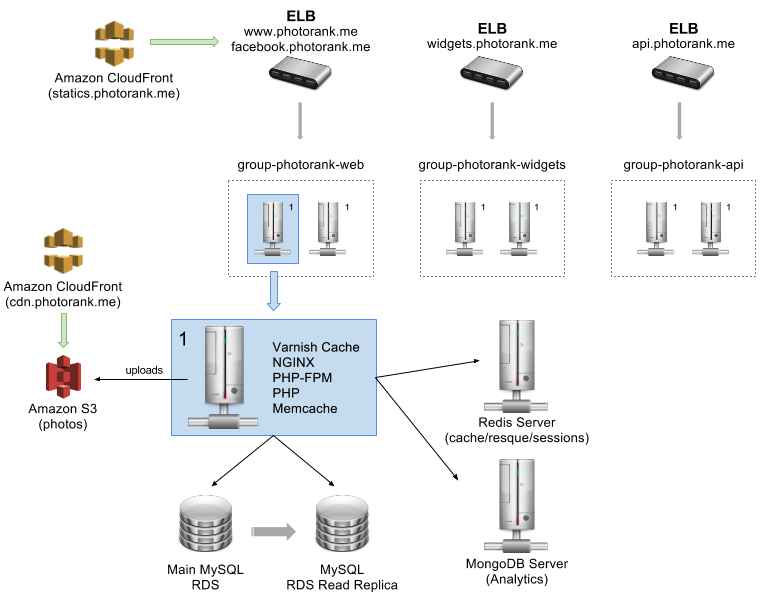 ELB
www.photorank.me
facebook.photorank.me
ELB
widgets.photorank.me
ELB
api.photorank.me
Amazon CloudFront
(statics.photorank.me)
group-photorank-web
group-photorank-widgets
group-photorank-api
1
1
1
1
1
1
Amazon CloudFront
(cdn.photorank.me)
1
Varnish Cache
NGINX
PHP-FPM
PHP
Memcache
uploads
Amazon S3
(photos)
Redis Server
(cache/resque/sessions)
Main MySQL
RDS
MySQL
RDS Read Replica
MongoDB Server
(Analytics)